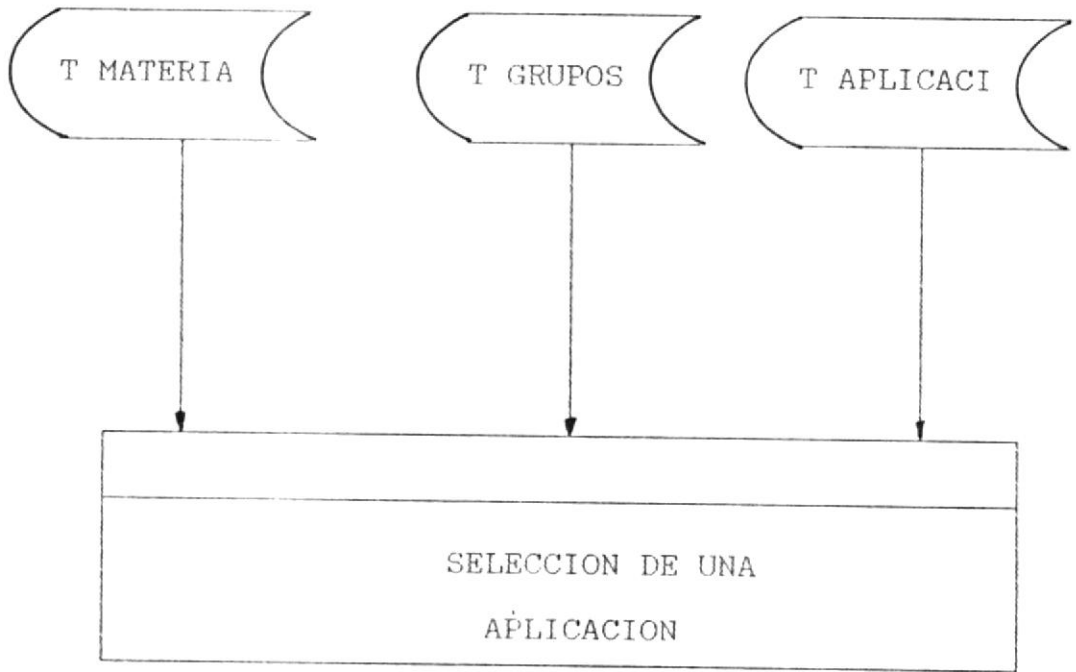 T MATERIA
T GRUPOS
T APLICACI
SELECCION DE UNA
APLICACION